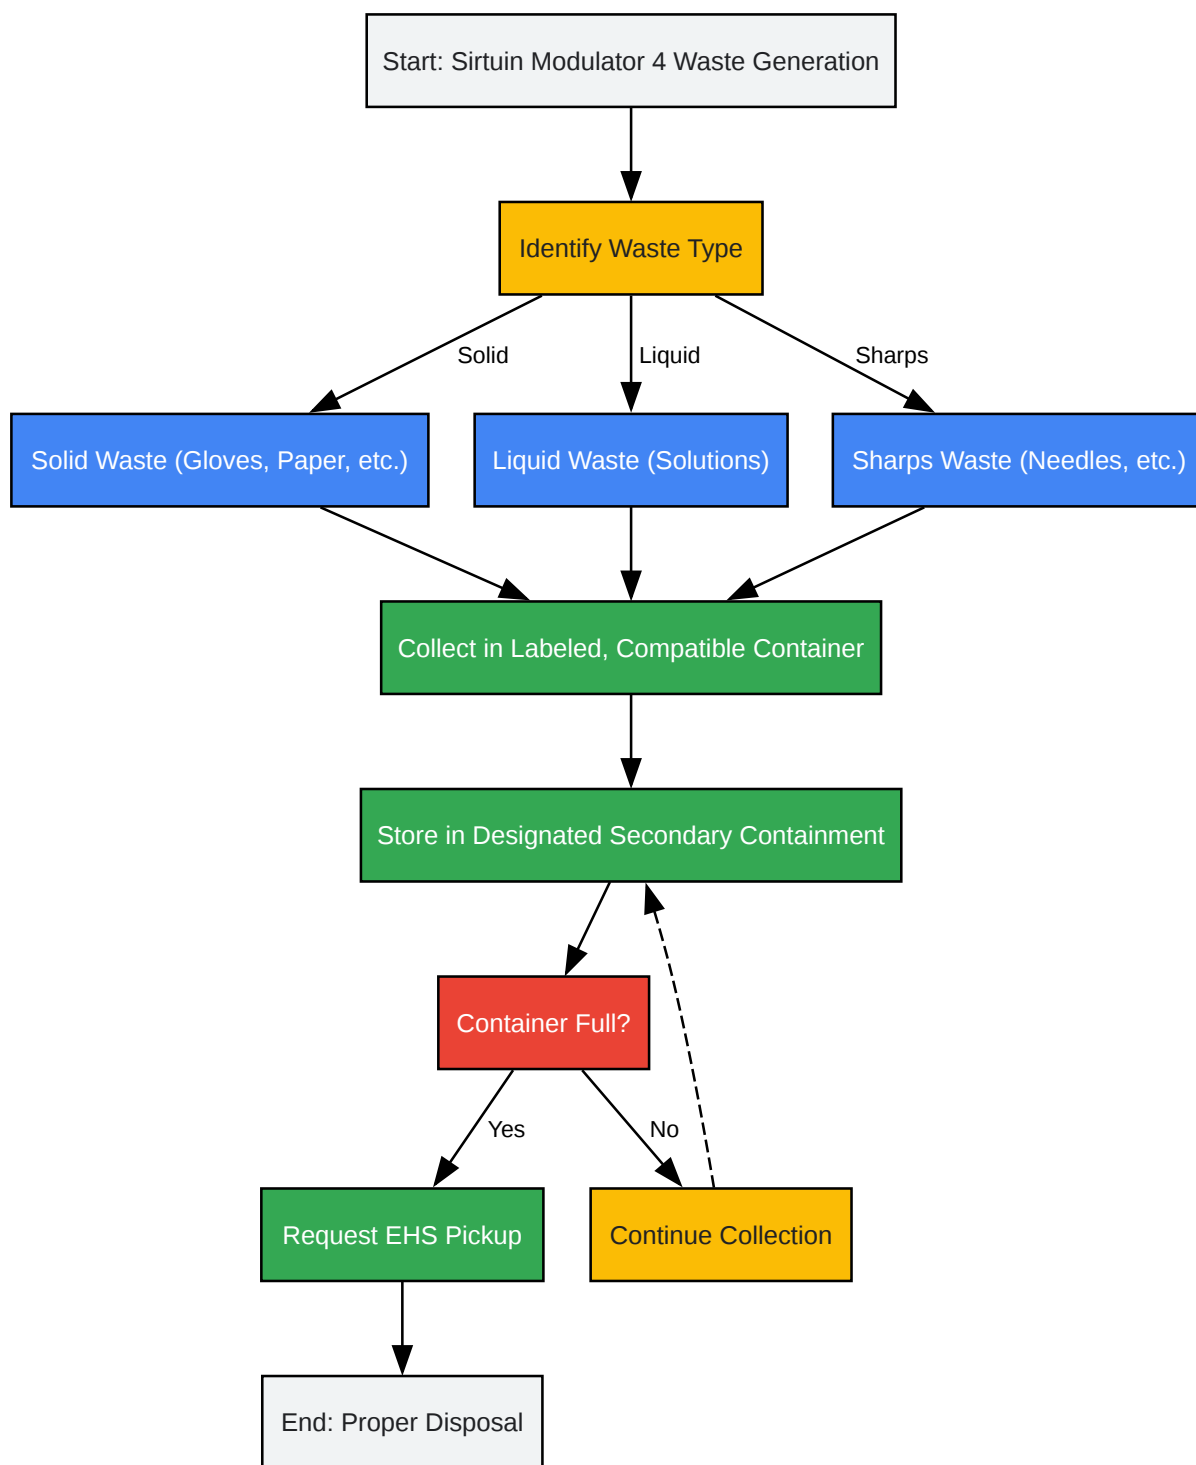 Start: Sirtuin Modulator 4 Waste Generation
Identify Waste Type
Solid
Liquid
Sharps
Solid Waste (Gloves, Paper, etc.)
Liquid Waste (Solutions)
Sharps Waste (Needles, etc.)
Collect in Labeled, Compatible Container
Store in Designated Secondary Containment
Container Full?
Yes
No
Request EHS Pickup
Continue Collection
End: Proper Disposal